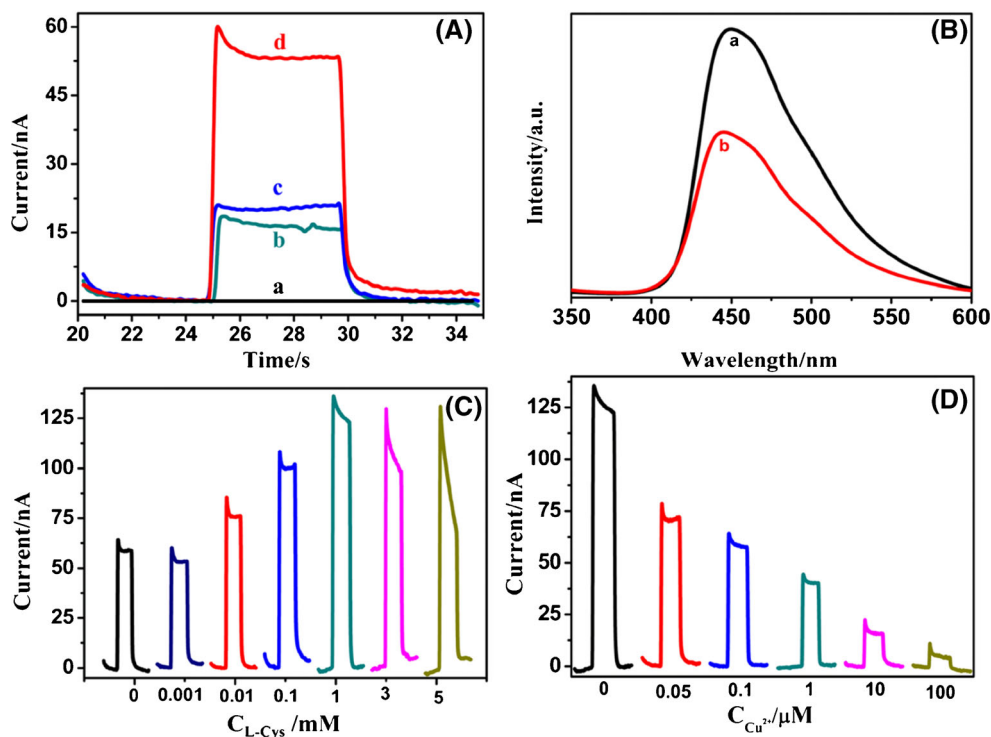 (A)
60
45
30
15
0
Current/nA
d
c
b
a
20 22 24 26 28 30 32 34
Time/s
(B)
a
b
Intensity/a.u.
350 400 450 500 550 600
Wavelength/nm
(C)
125
100
75
50
25
0
Current/nA
0 0.001 0.01 0.1 1 3 5
C_L-Cys /mM
(D)
125
100
75
50
25
0
Current/nA
0 0.05 0.1 1 10 100
C_Cu²⁺/μM